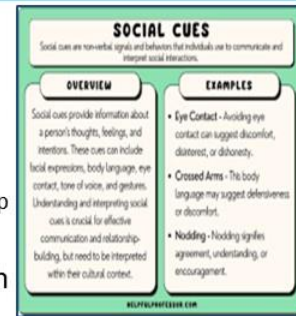 SOCIAL CUES
Social cues are non-verbal signals and behaviors that individuals use to communicate and
interpret social interactions.
OVERVIEW
Social cues provide information about
a person's thoughts, feelings, and
intentions. These cues can include
facial expressions, body language, eye
contact, tone of voice, and gestures.
Understanding and interpreting social
cues is crucial for effective
communication and relationship-
building, but need to be interpreted
within their cultural context.
EXAMPLES
• Eye Contact - Avoiding eye
contact can suggest discomfort,
disinterest, or dishonesty.
• Crossed Arms - This body
language may suggest defensiveness
or discomfort.
• Nodding - Nodding signifies
agreement, understanding, or
encouragement.
HELPFULPROFESSOR.COM
p